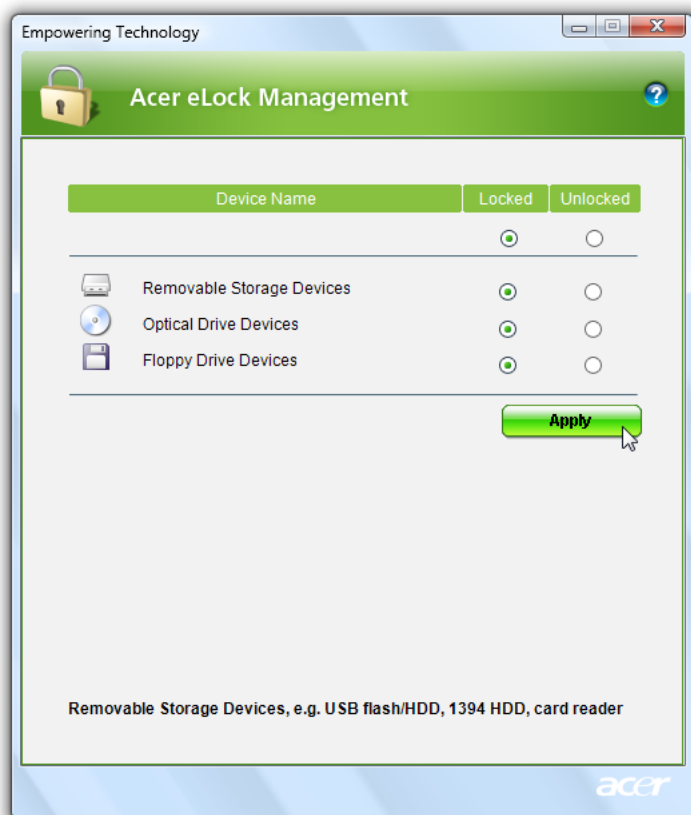 Empowering Technology
Acer eLock Management
?
Device Name Locked Unlocked
Removable Storage Devices
Optical Drive Devices
Floppy Drive Devices
Apply
Removable Storage Devices, e.g. USB flash/HDD, 1394 HDD, card reader
acer